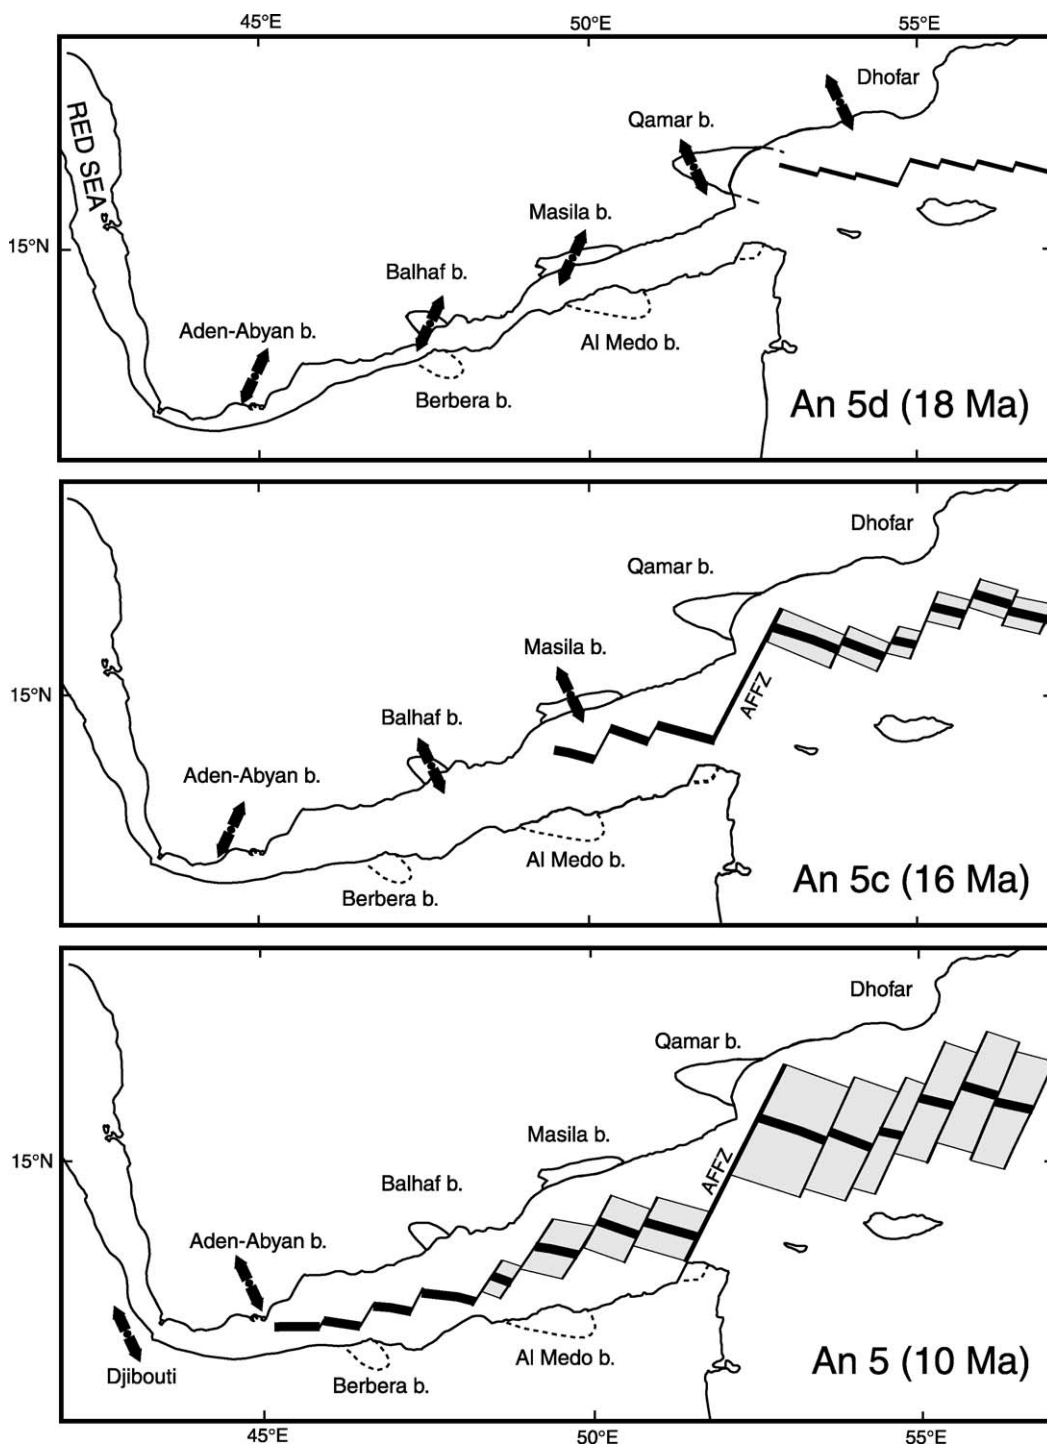 45°E 50°E 55°E
Dhofar
RED SEA
Qamar b.
Masila b.
15°N
Balhaf b.
Aden-Abyan b.
Al Medo b.
Berbera b.
An 5d (18 Ma)
Dhofar
Qamar b.
Masila b.
15°N
AFFZ
Balhaf b.
Aden-Abyan b.
Al Medo b.
An 5c (16 Ma)
Berbera b.
Dhofar
Qamar b.
Masila b.
15°N
AFFZ
Balhaf b.
Aden-Abyan b.
Al Medo b.
An 5 (10 Ma)
Djibouti
Berbera b.
45°E 50°E 55°E